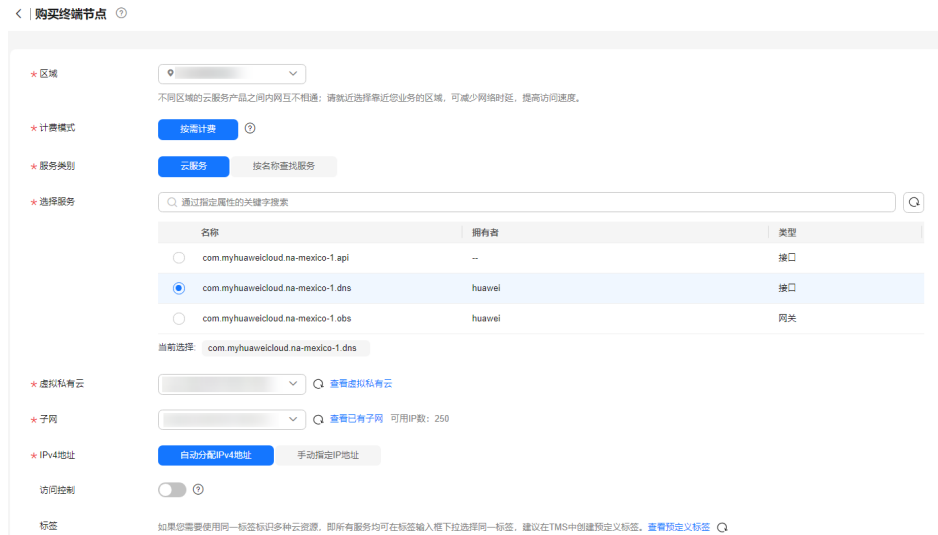 购买终端节点
* 区域
不同区域的云服务产品之间内网互不相通；请就近选择靠近您业务的区域，可减少网络时延，提高访问速度。
* 计费模式 按需计费
* 服务类别 云服务 按名称查找服务
* 选择服务 通过指定属性的关键字搜索
名称 拥有者 类型
com.myhuaweicloud.na-mexico-1.api -- 接口
com.myhuaweicloud.na-mexico-1.dns huawei 接口
com.myhuaweicloud.na-mexico-1.obs huawei 网关
当前选择: com.myhuaweicloud.na-mexico-1.dns
* 虚拟私有云 查看虚拟私有云
* 子网 查看已有子网 可用IP数：250
* IPv4地址 自动分配IPv4地址 手动指定IP地址
访问控制
标签 如果您需要使用同一标签标识多种云资源，即所有服务均可在标签输入框下拉选择同一标签，建议在TMS中创建预定义标签。查看预定义标签